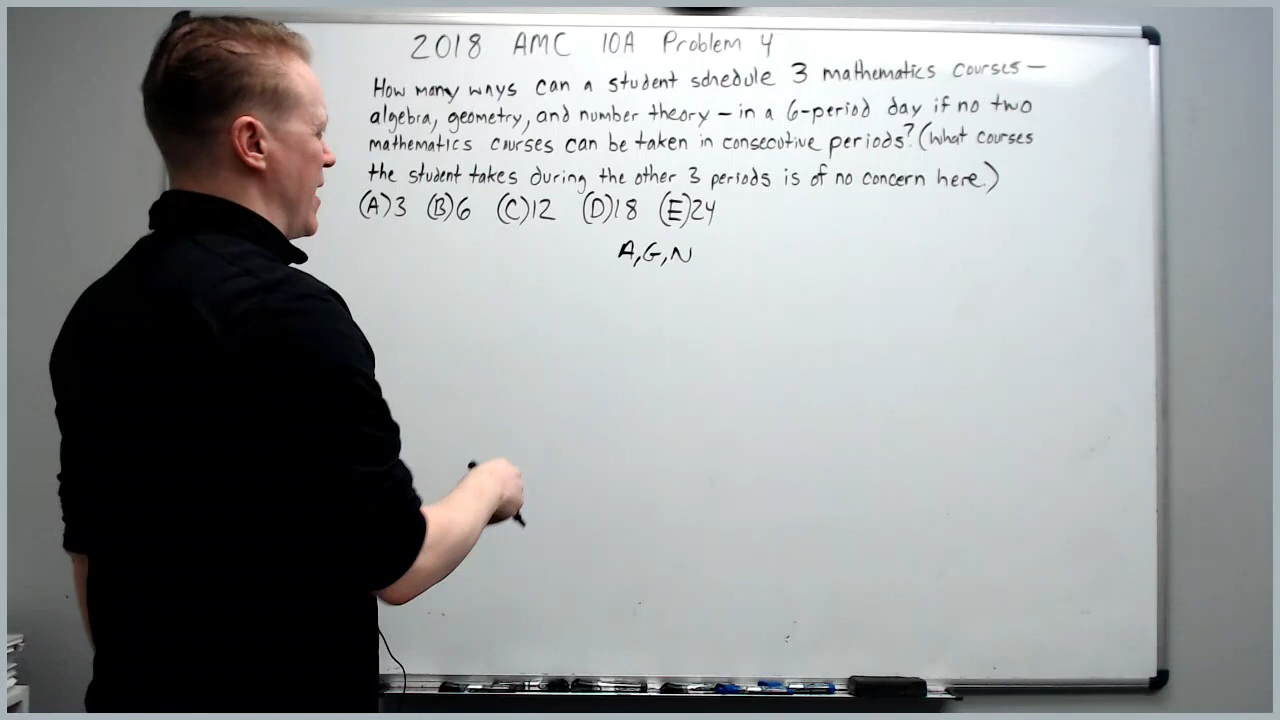 2018 AMC 10A Problem 4
How many ways can a student schedule 3 mathematics courses —
algebra, geometry, and number theory — in a 6-period day if no two
mathematics courses can be taken in consecutive periods? (What courses
the student takes during the other 3 periods is of no concern here.)
(A)3 (B)6 (C)12 (D)18 (E)24
A,G,N